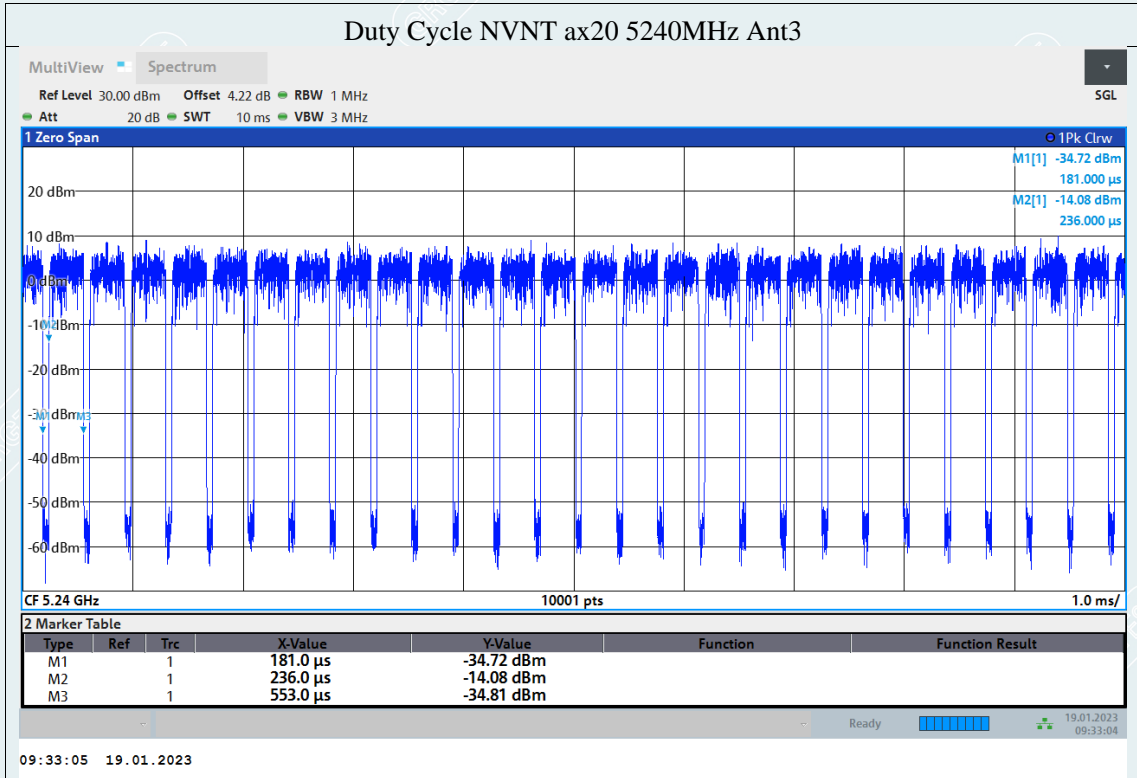 Duty Cycle NVNT ax20 5240MHz Ant3
MultiView Spectrum
Ref Level 30.00 dBm Offset 4.22 dB RBW 1 MHz
SGL
Att 20 dB SWT 10 ms VBW 3 MHz
1 Zero Span 1Pk Clrw
M1[1] -34.72 dBm
181.000 µs
M2[1] -14.08 dBm
236.000 µs
20 dBm
10 dBm
0 dBm
-10 dBm
M2
-20 dBm
-30 dBm
M1 M3
-40 dBm
-50 dBm
-60 dBm
CF 5.24 GHz 10001 pts 1.0 ms/
2 Marker Table
Type Ref Trc X-Value Y-Value Function Function Result
M1 1 181.0 µs -34.72 dBm
M2 1 236.0 µs -14.08 dBm
M3 1 553.0 µs -34.81 dBm
Ready 19.01.2023
09:33:04
09:33:05 19.01.2023